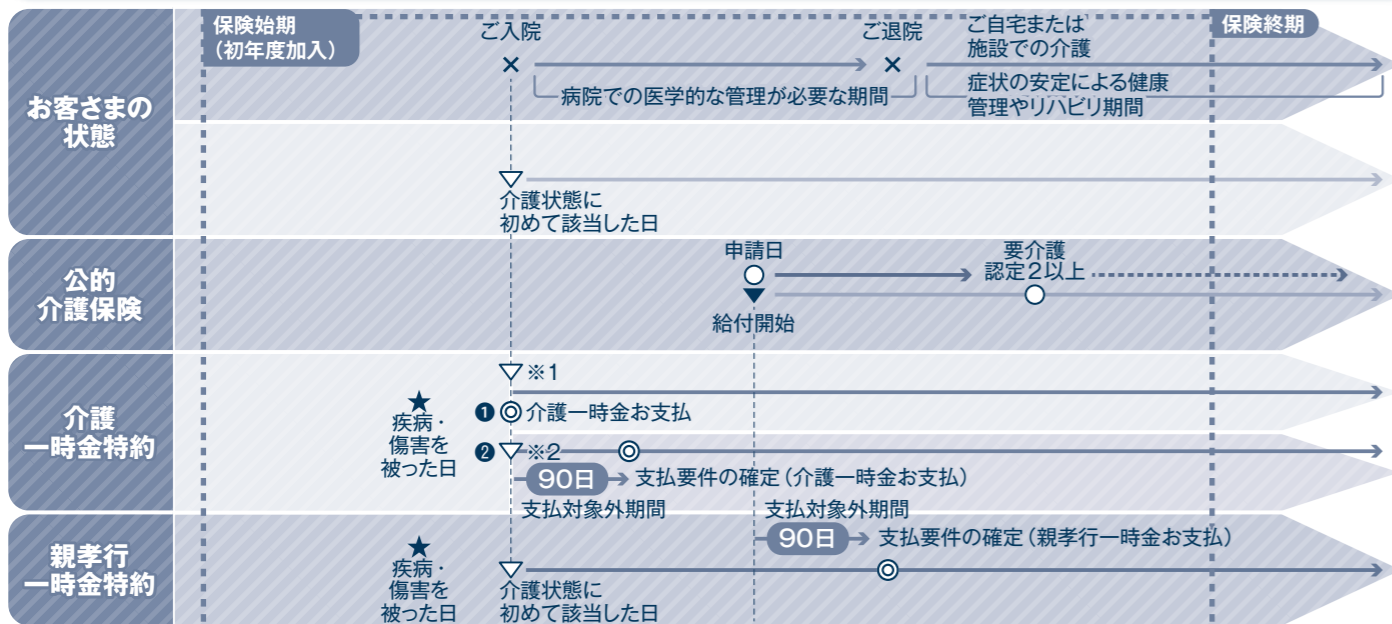 保険始期
（初年度加入）
保険終期
お客さまの
状態
ご入院
×
ご退院
×
ご自宅または
施設での介護
病院での医学的な管理が必要な期間
症状の安定による健康
管理やリハビリ期間
▽
介護状態に
初めて該当した日
公的
介護保険
申請日
○
▼
給付開始
要介護
認定2以上
○
介護
一時金特約
★
疾病・
傷害を
被った日
▽※1
❶◎介護一時金お支払
❷▽※2 ◎
90日 支払要件の確定（介護一時金お支払）
支払対象外期間
支払対象外期間
90日 支払要件の確定（親孝行一時金お支払）
親孝行
一時金特約
★
疾病・
傷害を
被った日
▽ ◎
介護状態に
初めて該当した日